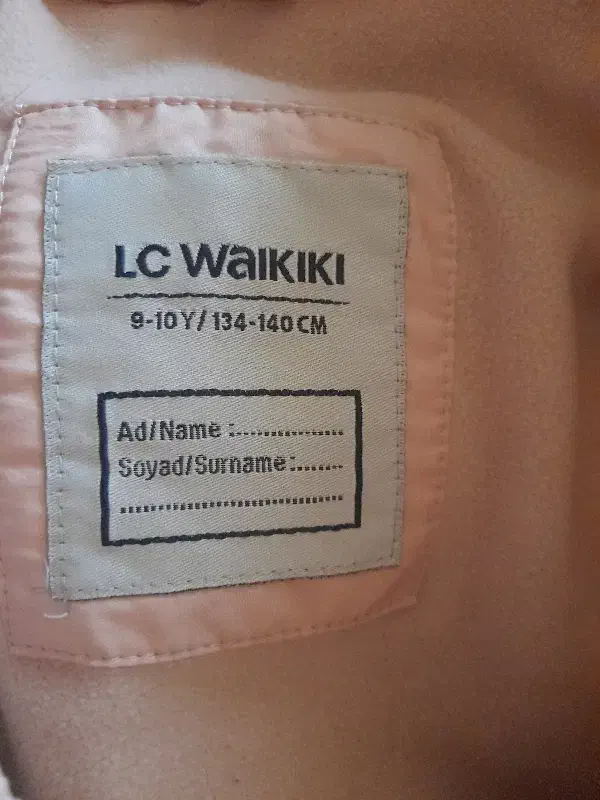 LC WAIKIKI
9-10Y/134-140CM
Ad/Name :................
Soyad/Surname:.......
................................